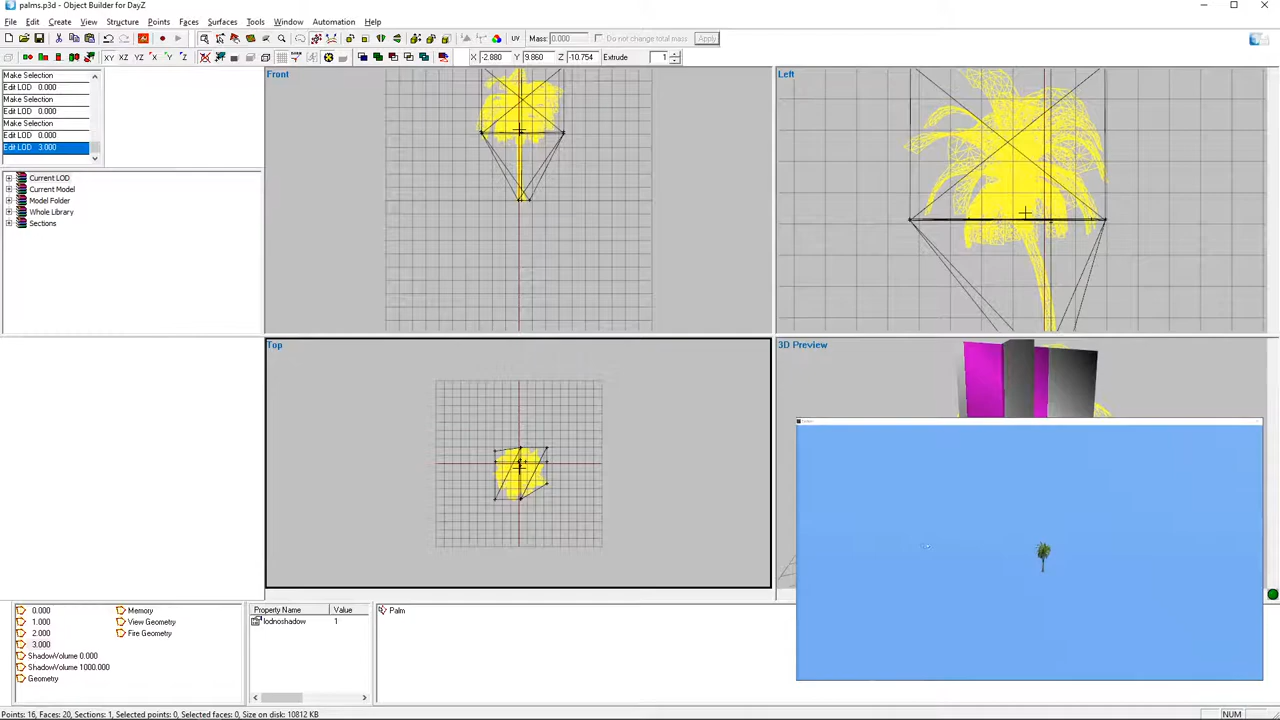 palms.p3d - Object Builder for DayZ
File Edit Create View Structure Points Faces Surfaces Tools Window Automation Help
UV Mass: 0.000 Do not change total mass Apply
XY XZ YZ X Y Z X -2.880 Y 9.860 Z -10.754 Extrude 1
Make Selection
Edit LOD 0.000
Make Selection
Edit LOD 0.000
Make Selection
Edit LOD 0.000
Edit LOD 3.000
Current LOD
Current Model
Model Folder
Whole Library
Sections
Front
Left
Top
3D Preview
0.000
1.000
2.000
3.000
ShadowVolume 0.000
ShadowVolume 1000.000
Geometry
Memory
View Geometry
Fire Geometry
Property Name Value
lodnoshadow 1
Palm
Points: 16, Faces: 20, Sections: 1, Selected points: 0, Selected faces: 0, Size on disk: 10812 KB
NUM